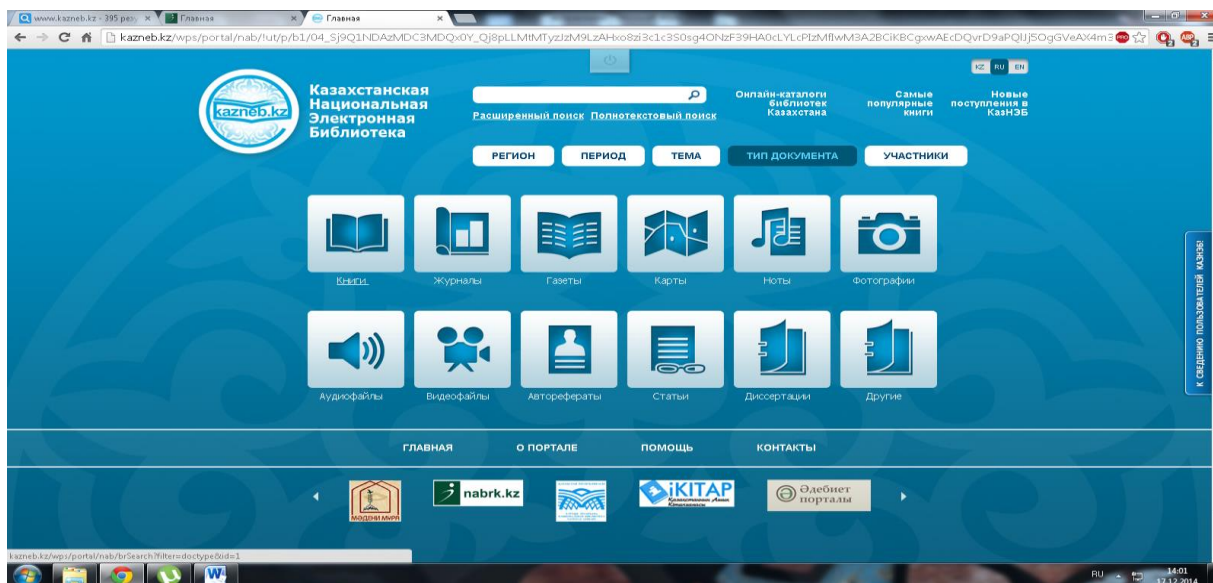 www.kazneb.kz - 395 рез
Главная
Главная
kazneb.kz/wps/portal/nab/!ut/p/b1/
kazneb.kz
Казахстанская
Национальная
Электронная
Библиотека
Расширенный поиск Полнотекстовый поиск
Онлайн-каталоги
библиотек
Казахстана
Самые
популярные
книги
Новые
поступления в
КазНЭБ
KZ RU EN
РЕГИОН ПЕРИОД ТЕМА ТИП ДОКУМЕНТА УЧАСТНИКИ
Книги Журналы Газеты Карты Ноты Фотографии
Аудиофайлы Видеофайлы Авторефераты Статьи Диссертации Другие
К СВЕДЕНИЮ ПОЛЬЗОВАТЕЛЕЙ КАЗНЭБ!
ГЛАВНАЯ О ПОРТАЛЕ ПОМОЩЬ КОНТАКТЫ
МӘДЕНИ МҰРА
nabrk.kz
iKITAP
Әдебиет
порталы
kazneb.kz/wps/portal/nab/brSearch?filter=doctype&id=1
RU
14:01
17.12.2014